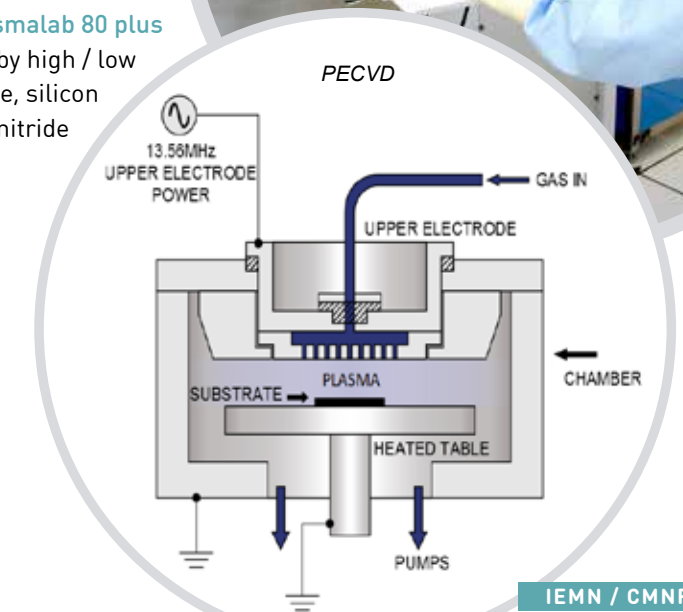 smalab 80 plus
by high / low
e, silicon
nitride
PECVD
13.56MHz
UPPER ELECTRODE
POWER
GAS IN
UPPER ELECTRODE
PLASMA
SUBSTRATE
CHAMBER
HEATED TABLE
PUMPS
IEMN / CMNF